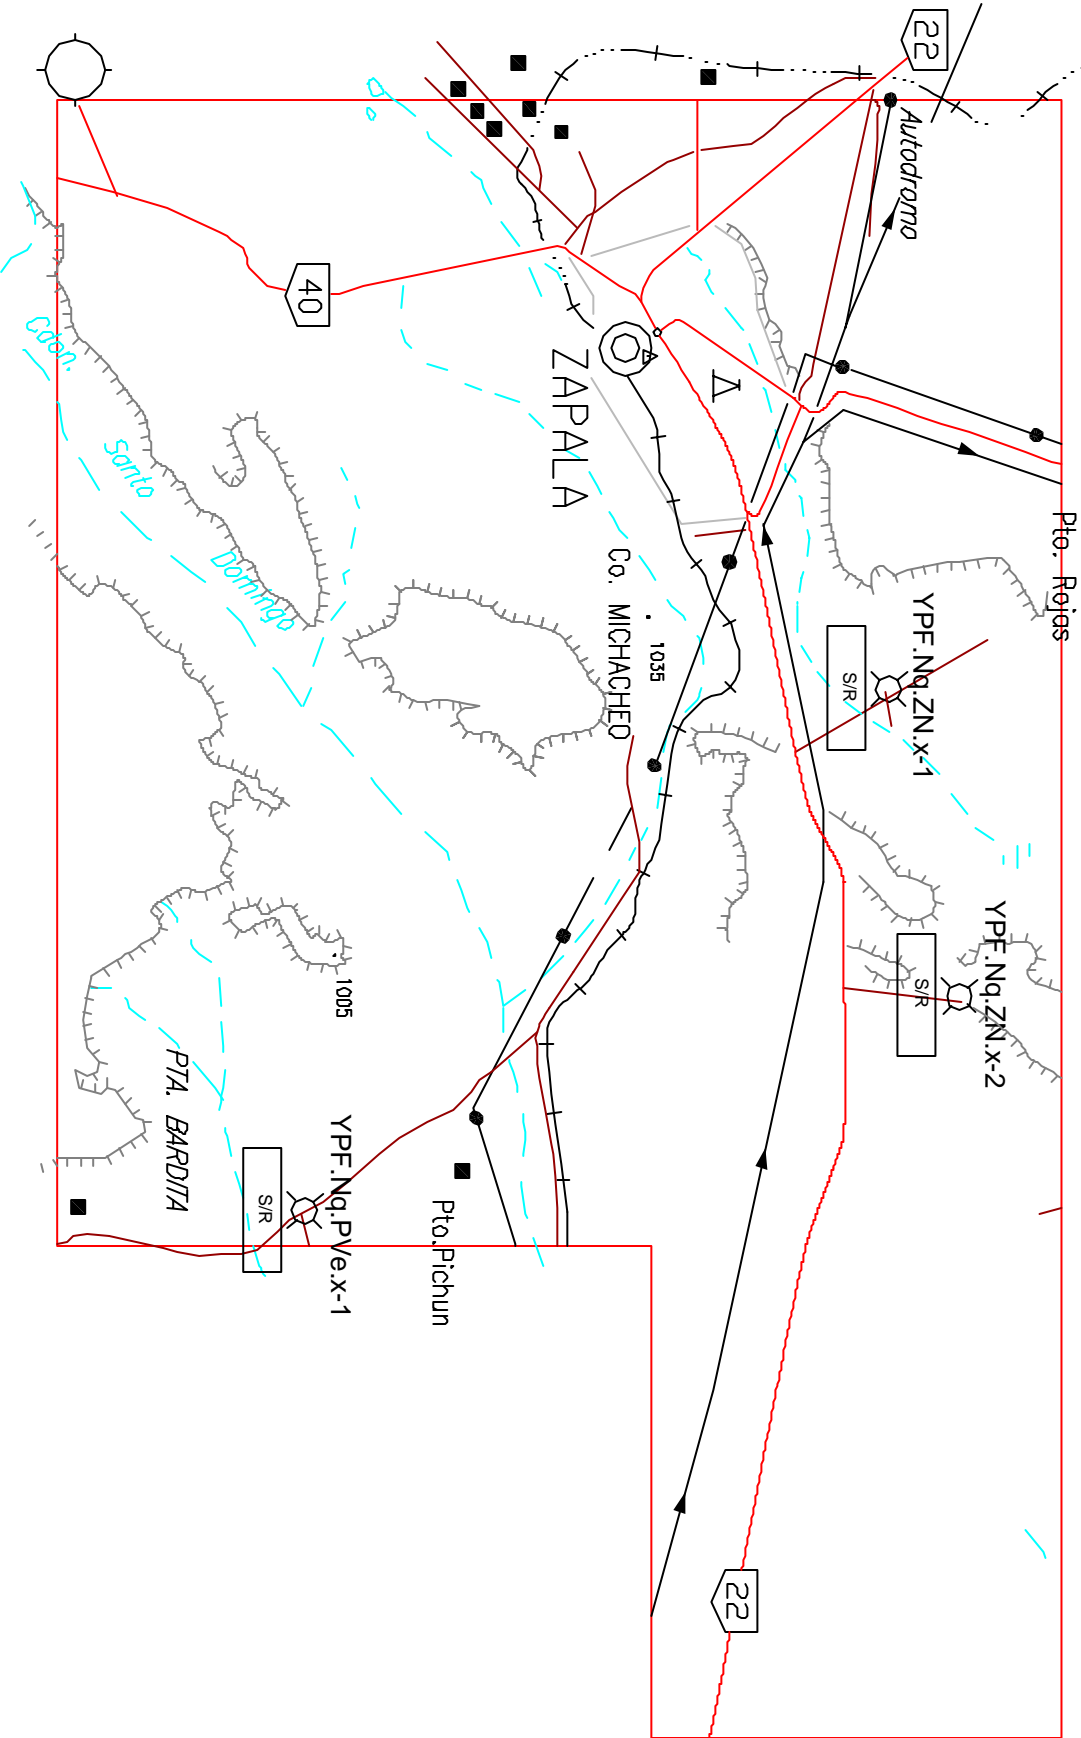 22
Autodromo
Pto. Rojas
40
ZAPALA
Co. MICHACHEO
1035
YPF.Nq.ZN.x-1
S/R
YPF.Nq.ZN.x-2
S/R
Cdon.
Santo
Domingo
1005
PTA. BARDITA
YPF.Nq.PVe.x-1
S/R
Pto.Pichun
22